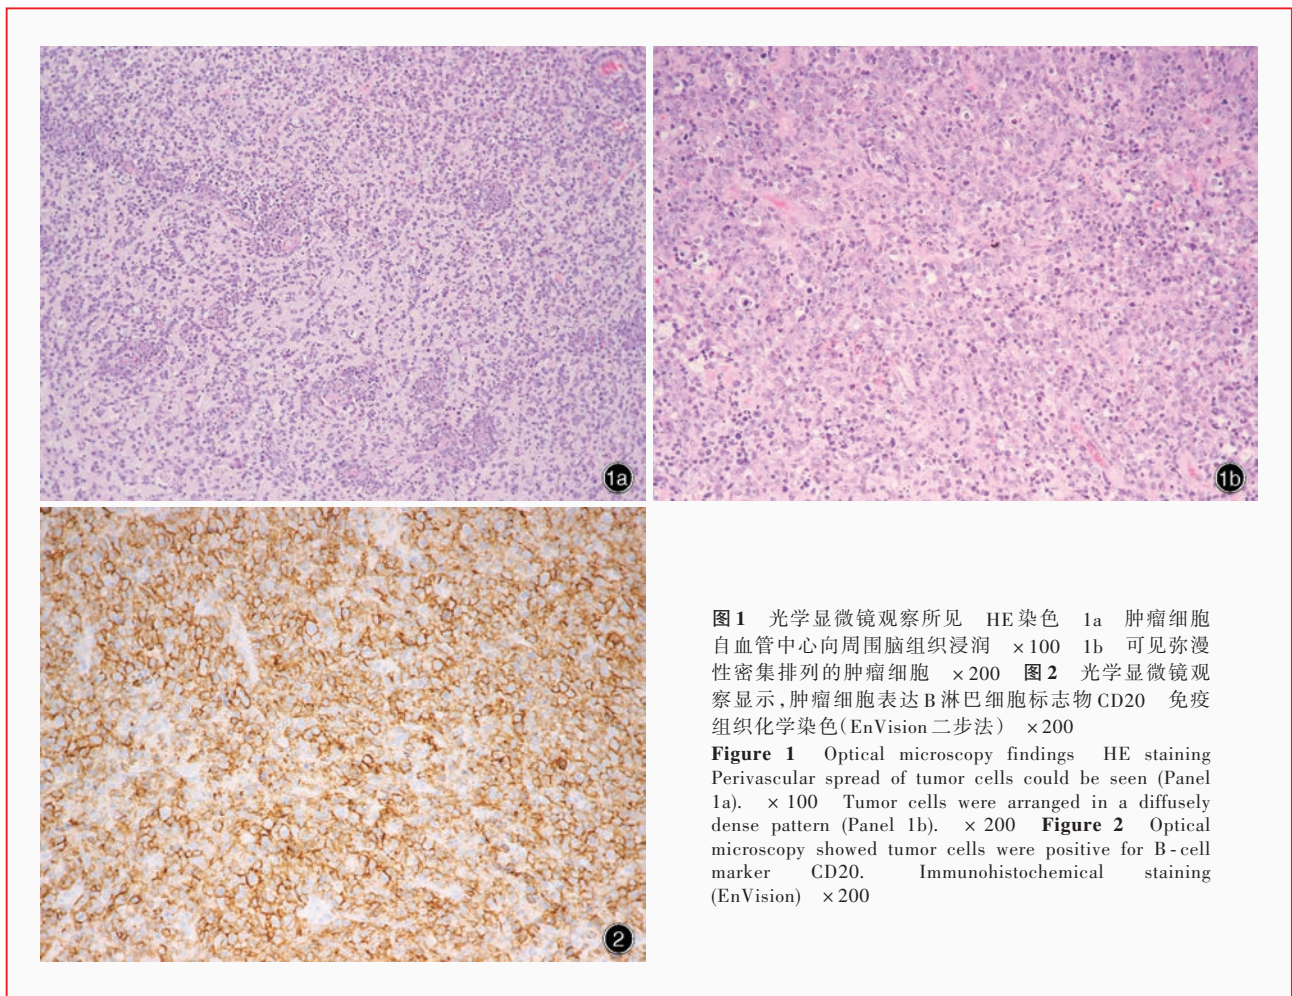 1a
1b
2
图1 光学显微镜观察所见 HE染色 1a 肿瘤细胞
自血管中心向周围脑组织浸润 ×100 1b 可见弥漫
性密集排列的肿瘤细胞 ×200 图2 光学显微镜观
察显示,肿瘤细胞表达B淋巴细胞标志物CD20 免疫
组织化学染色(EnVision二步法) ×200
Figure 1 Optical microscopy findings HE staining
Perivascular spread of tumor cells could be seen (Panel
1a). ×100 Tumor cells were arranged in a diffusely
dense pattern (Panel 1b). ×200 Figure 2 Optical
microscopy showed tumor cells were positive for B-cell
marker CD20. Immunohistochemical staining
(EnVision) ×200